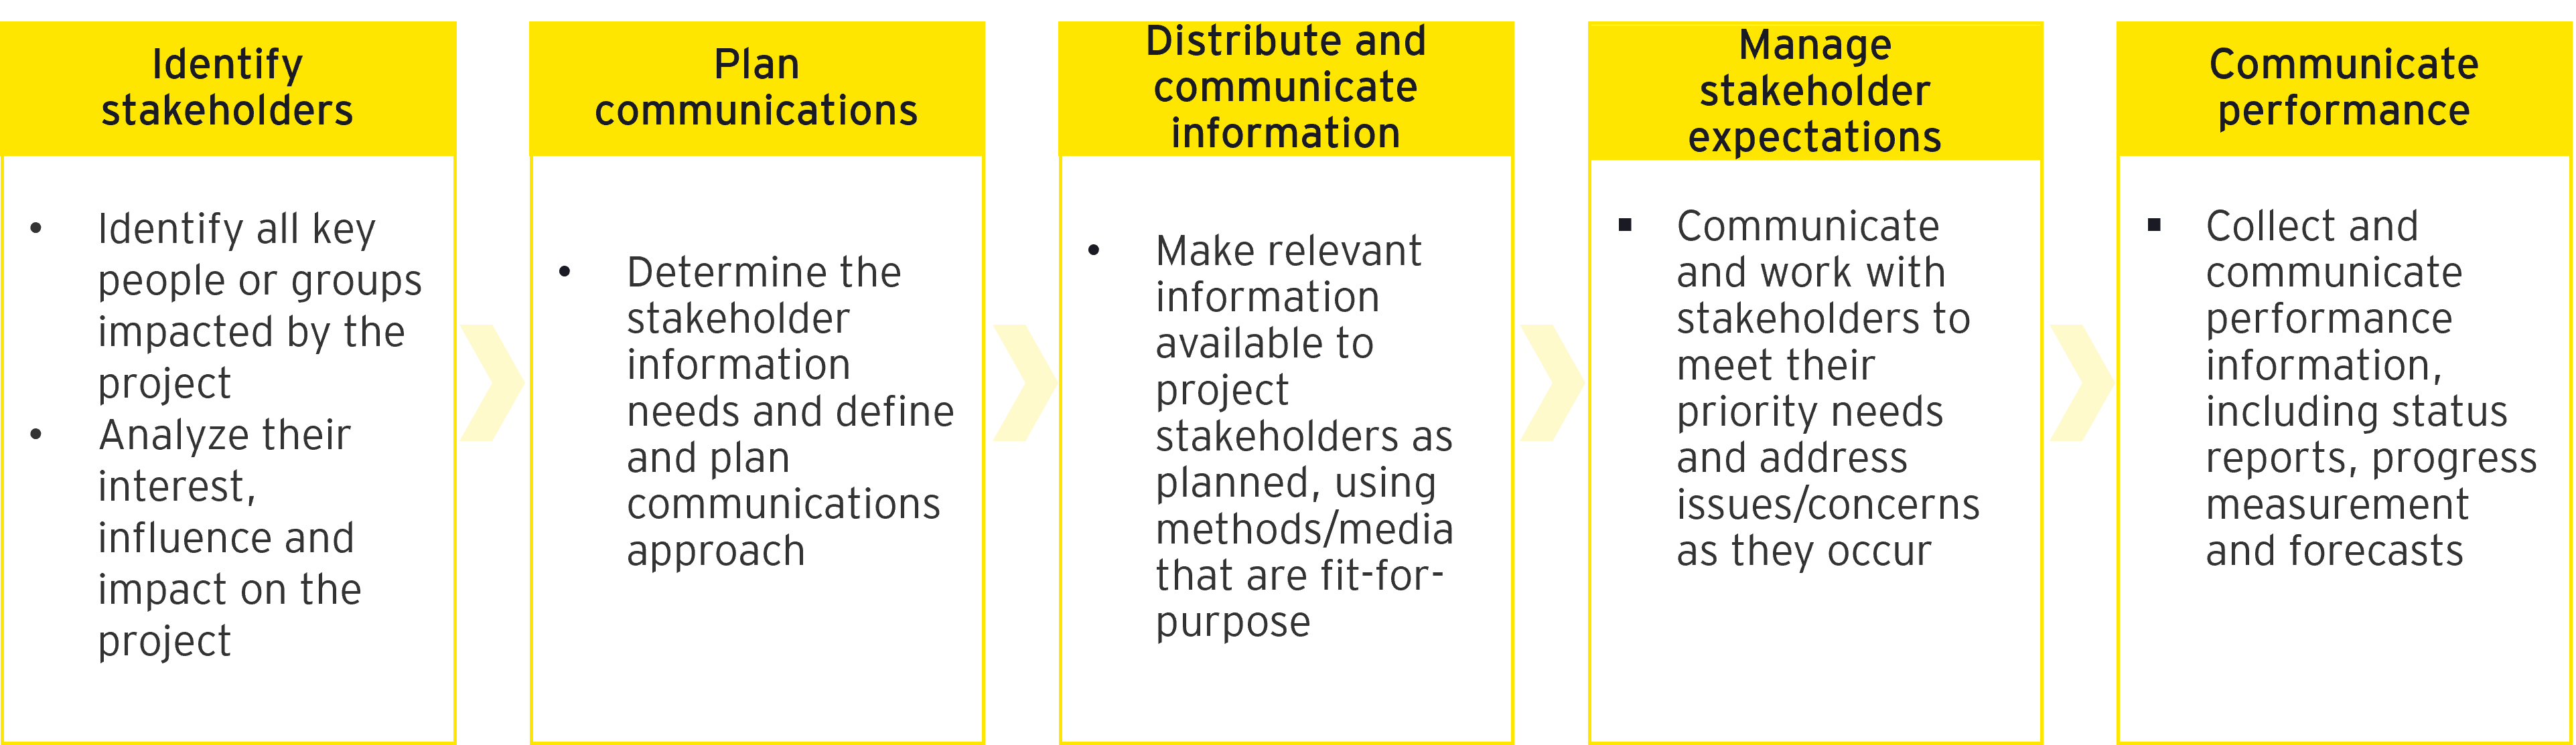 Identify
stakeholders
• Identify all key
people or groups
impacted by the
project
• Analyze their
interest,
influence and
impact on the
project
Plan
communications
• Determine the
stakeholder
information
needs and define
and plan
communications
approach
Distribute and
communicate
information
• Make relevant
information
available to
project
stakeholders as
planned, using
methods/media
that are fit-for-
purpose
Manage
stakeholder
expectations
▪ Communicate
and work with
stakeholders to
meet their
priority needs
and address
issues/concerns
as they occur
Communicate
performance
▪ Collect and
communicate
performance
information,
including status
reports, progress
measurement
and forecasts